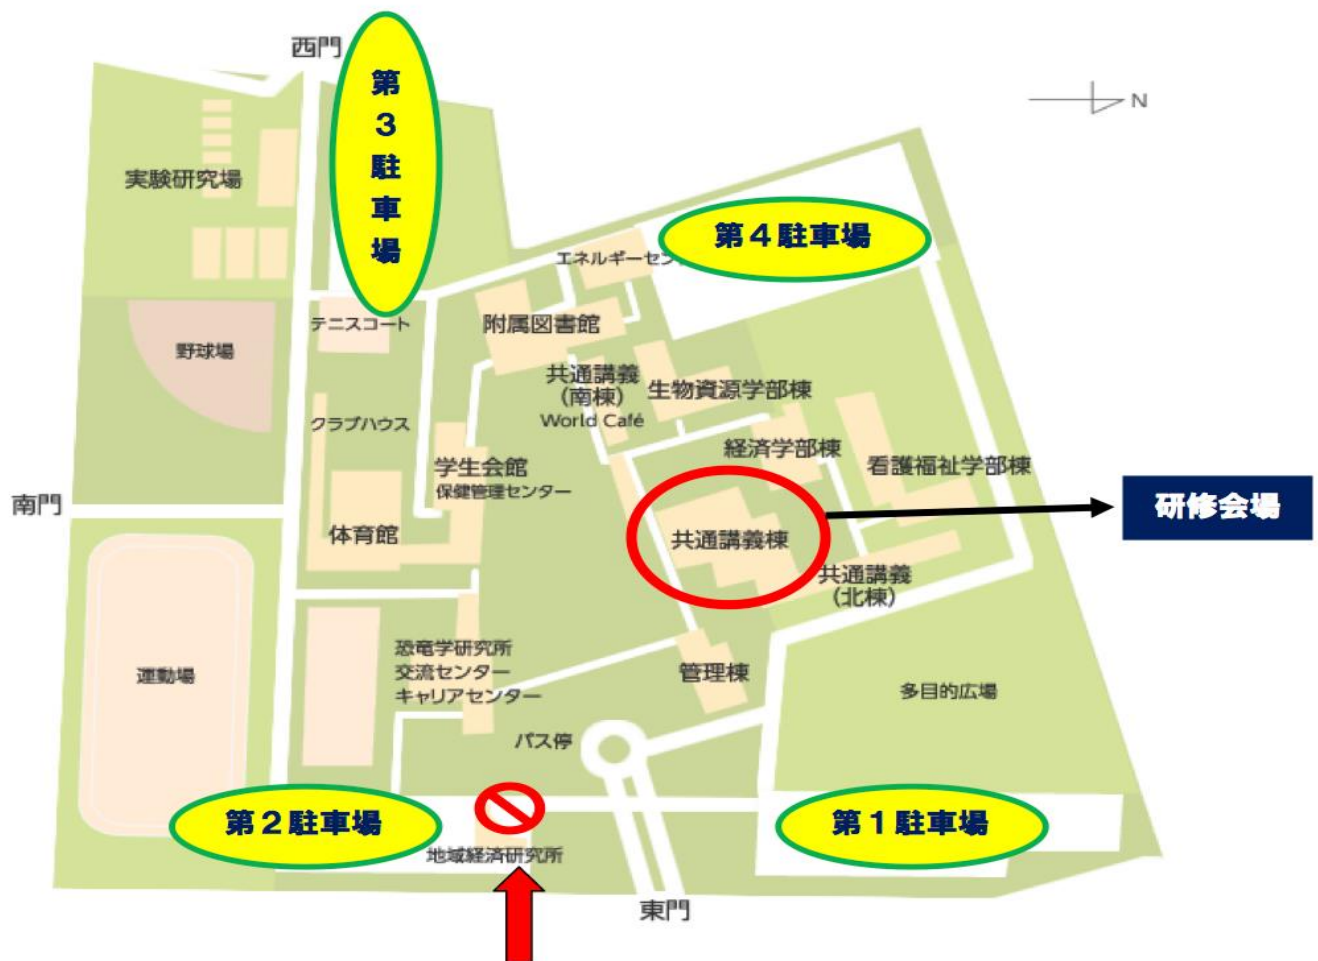 西門
第3駐車場
N
実験研究場
第4駐車場
エネルギーセン
テニスコート
附属図書館
野球場
共通講義
(南棟)
World Café
生物資源学部棟
クラブハウス
経済学部棟
学生会館
保健管理センター
看護福祉学部棟
南門
研修会場
体育館
共通講義棟
共通講義
(北棟)
恐竜学研究所
交流センター
キャリアセンター
運動場
管理棟
多目的広場
バス停
第2駐車場
第1駐車場
地域経済研究所
東門